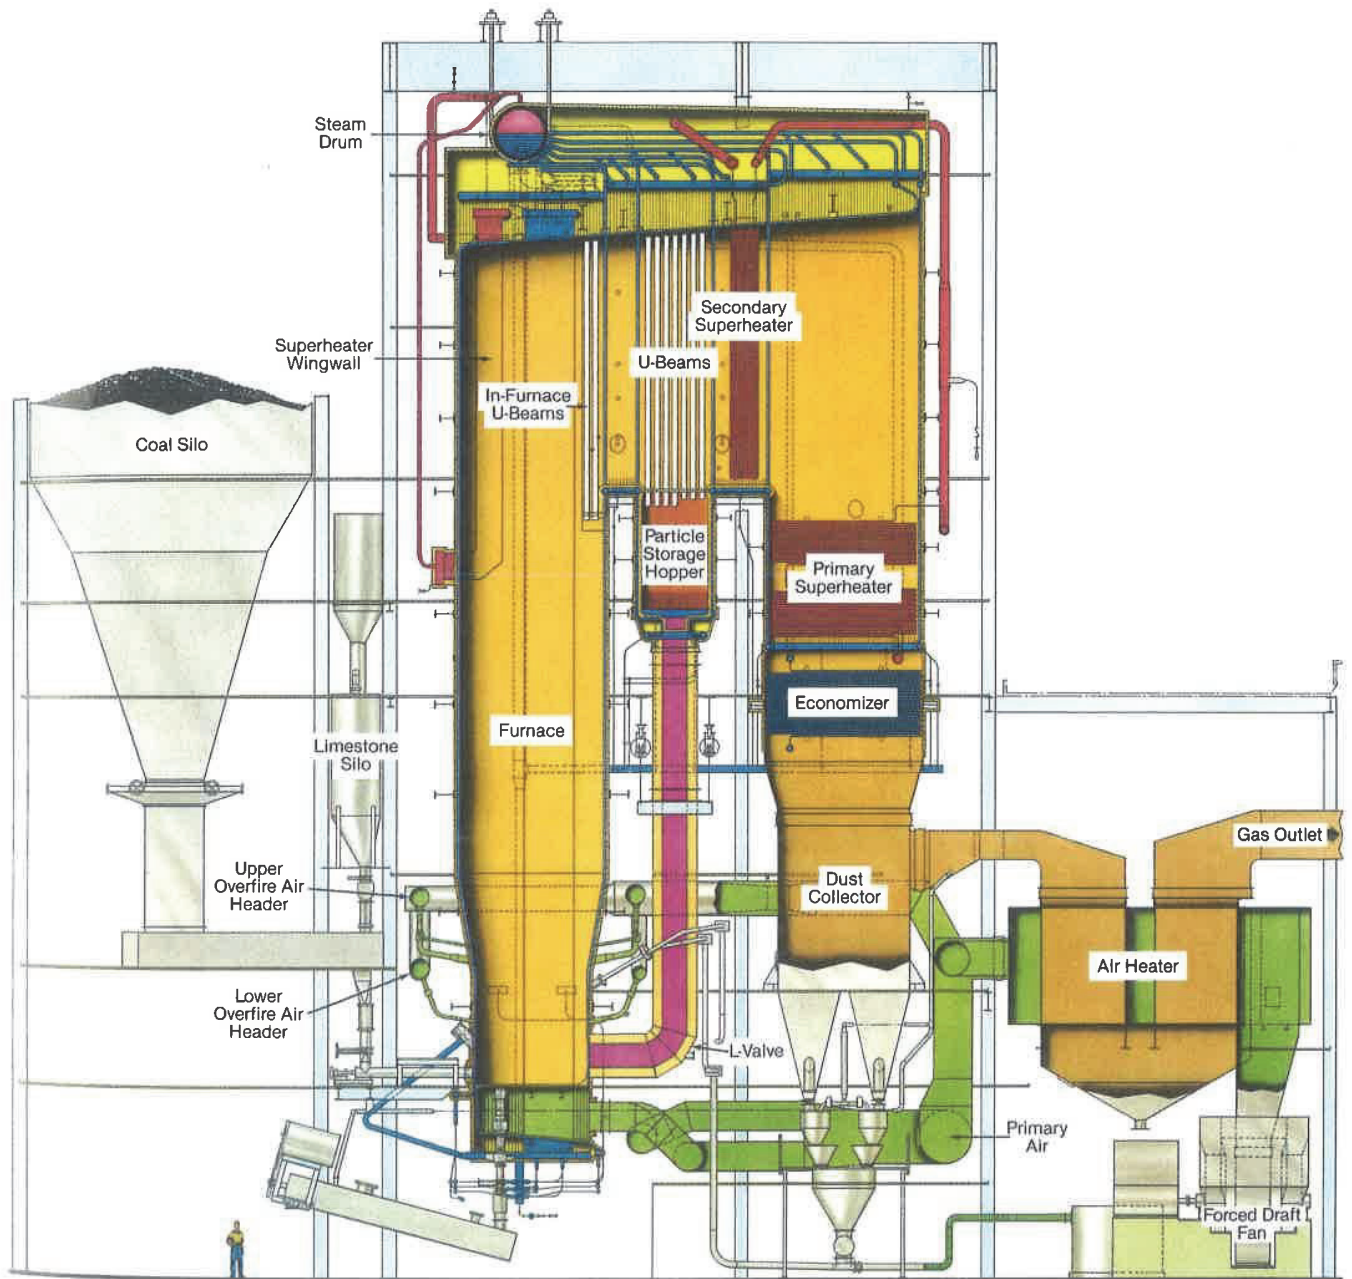 Steam
Drum
Secondary
Superheater
Superheater
Wingwall
U-Beams
In-Furnace
U-Beams
Coal Silo
Particle
Storage
Hopper
Primary
Superheater
Economizer
Furnace
Limestone
Silo
Gas Outlet
Upper
Overfire Air
Header
Dust
Collector
Air Heater
Lower
Overfire Air
Header
L-Valve
Primary
Air
Forced Draft
Fan